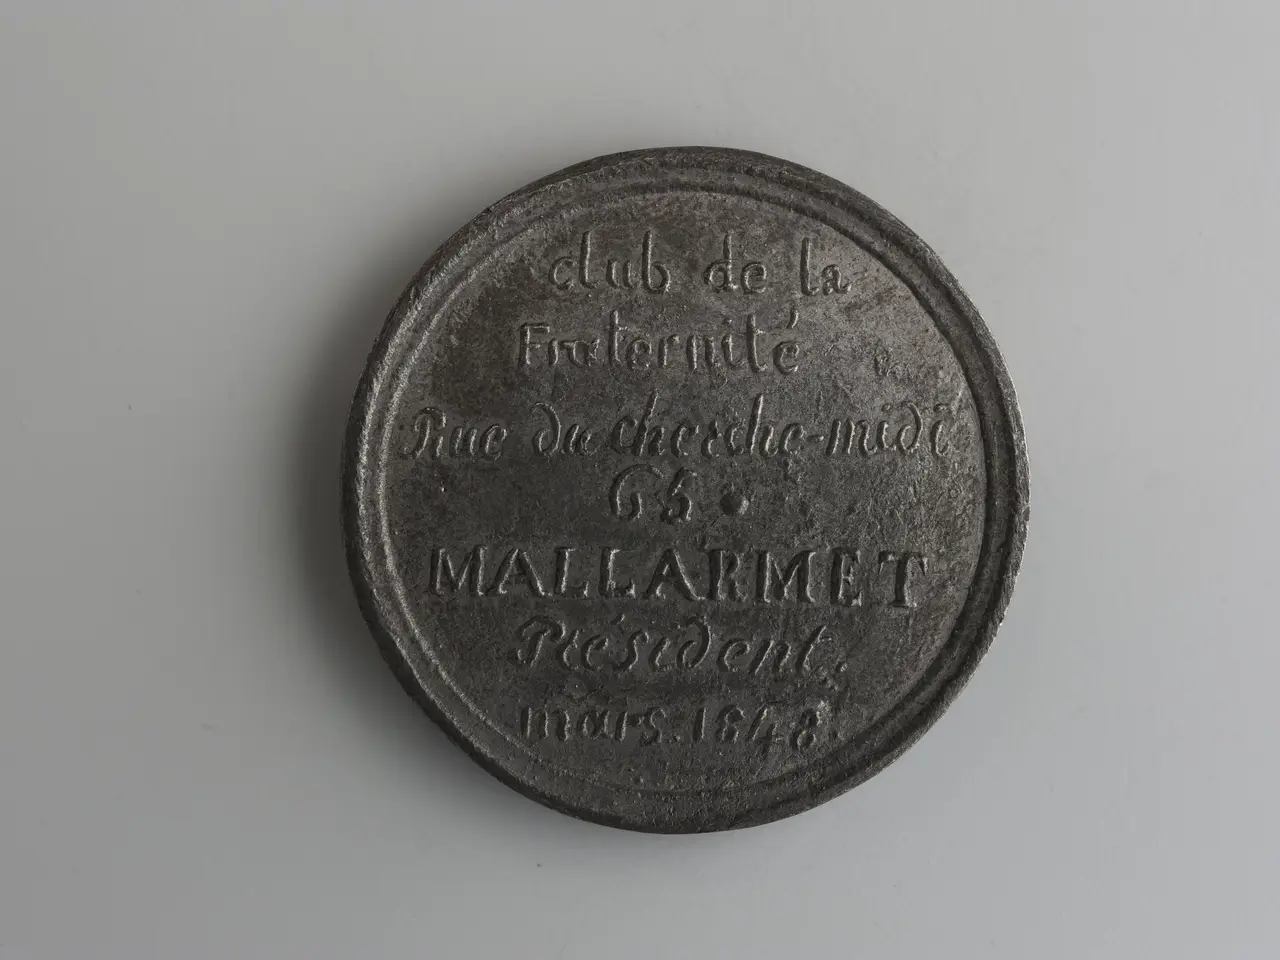 club de la
Fraternité
Rue du cherche-midi
65.
MALLARMET
Président.
mars. 1848.